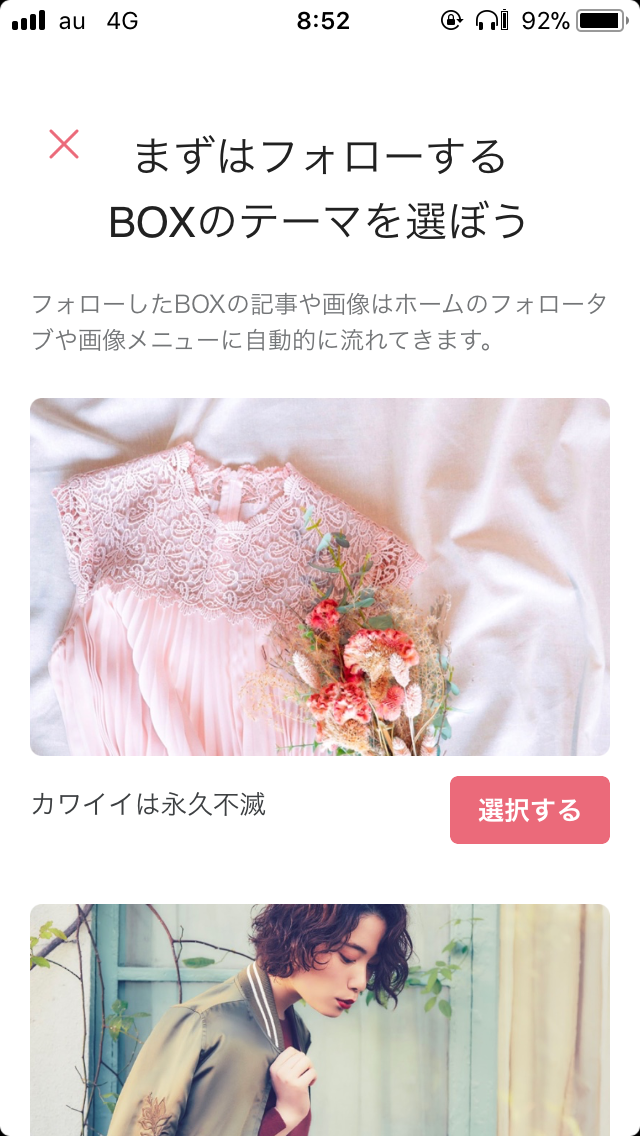 au 4G 8:52 92%
まずはフォローする
BOXのテーマを選ぼう
フォローしたBOXの記事や画像はホームのフォロータ
ブや画像メニューに自動的に流れてきます。
カワイイは永久不滅
選択する